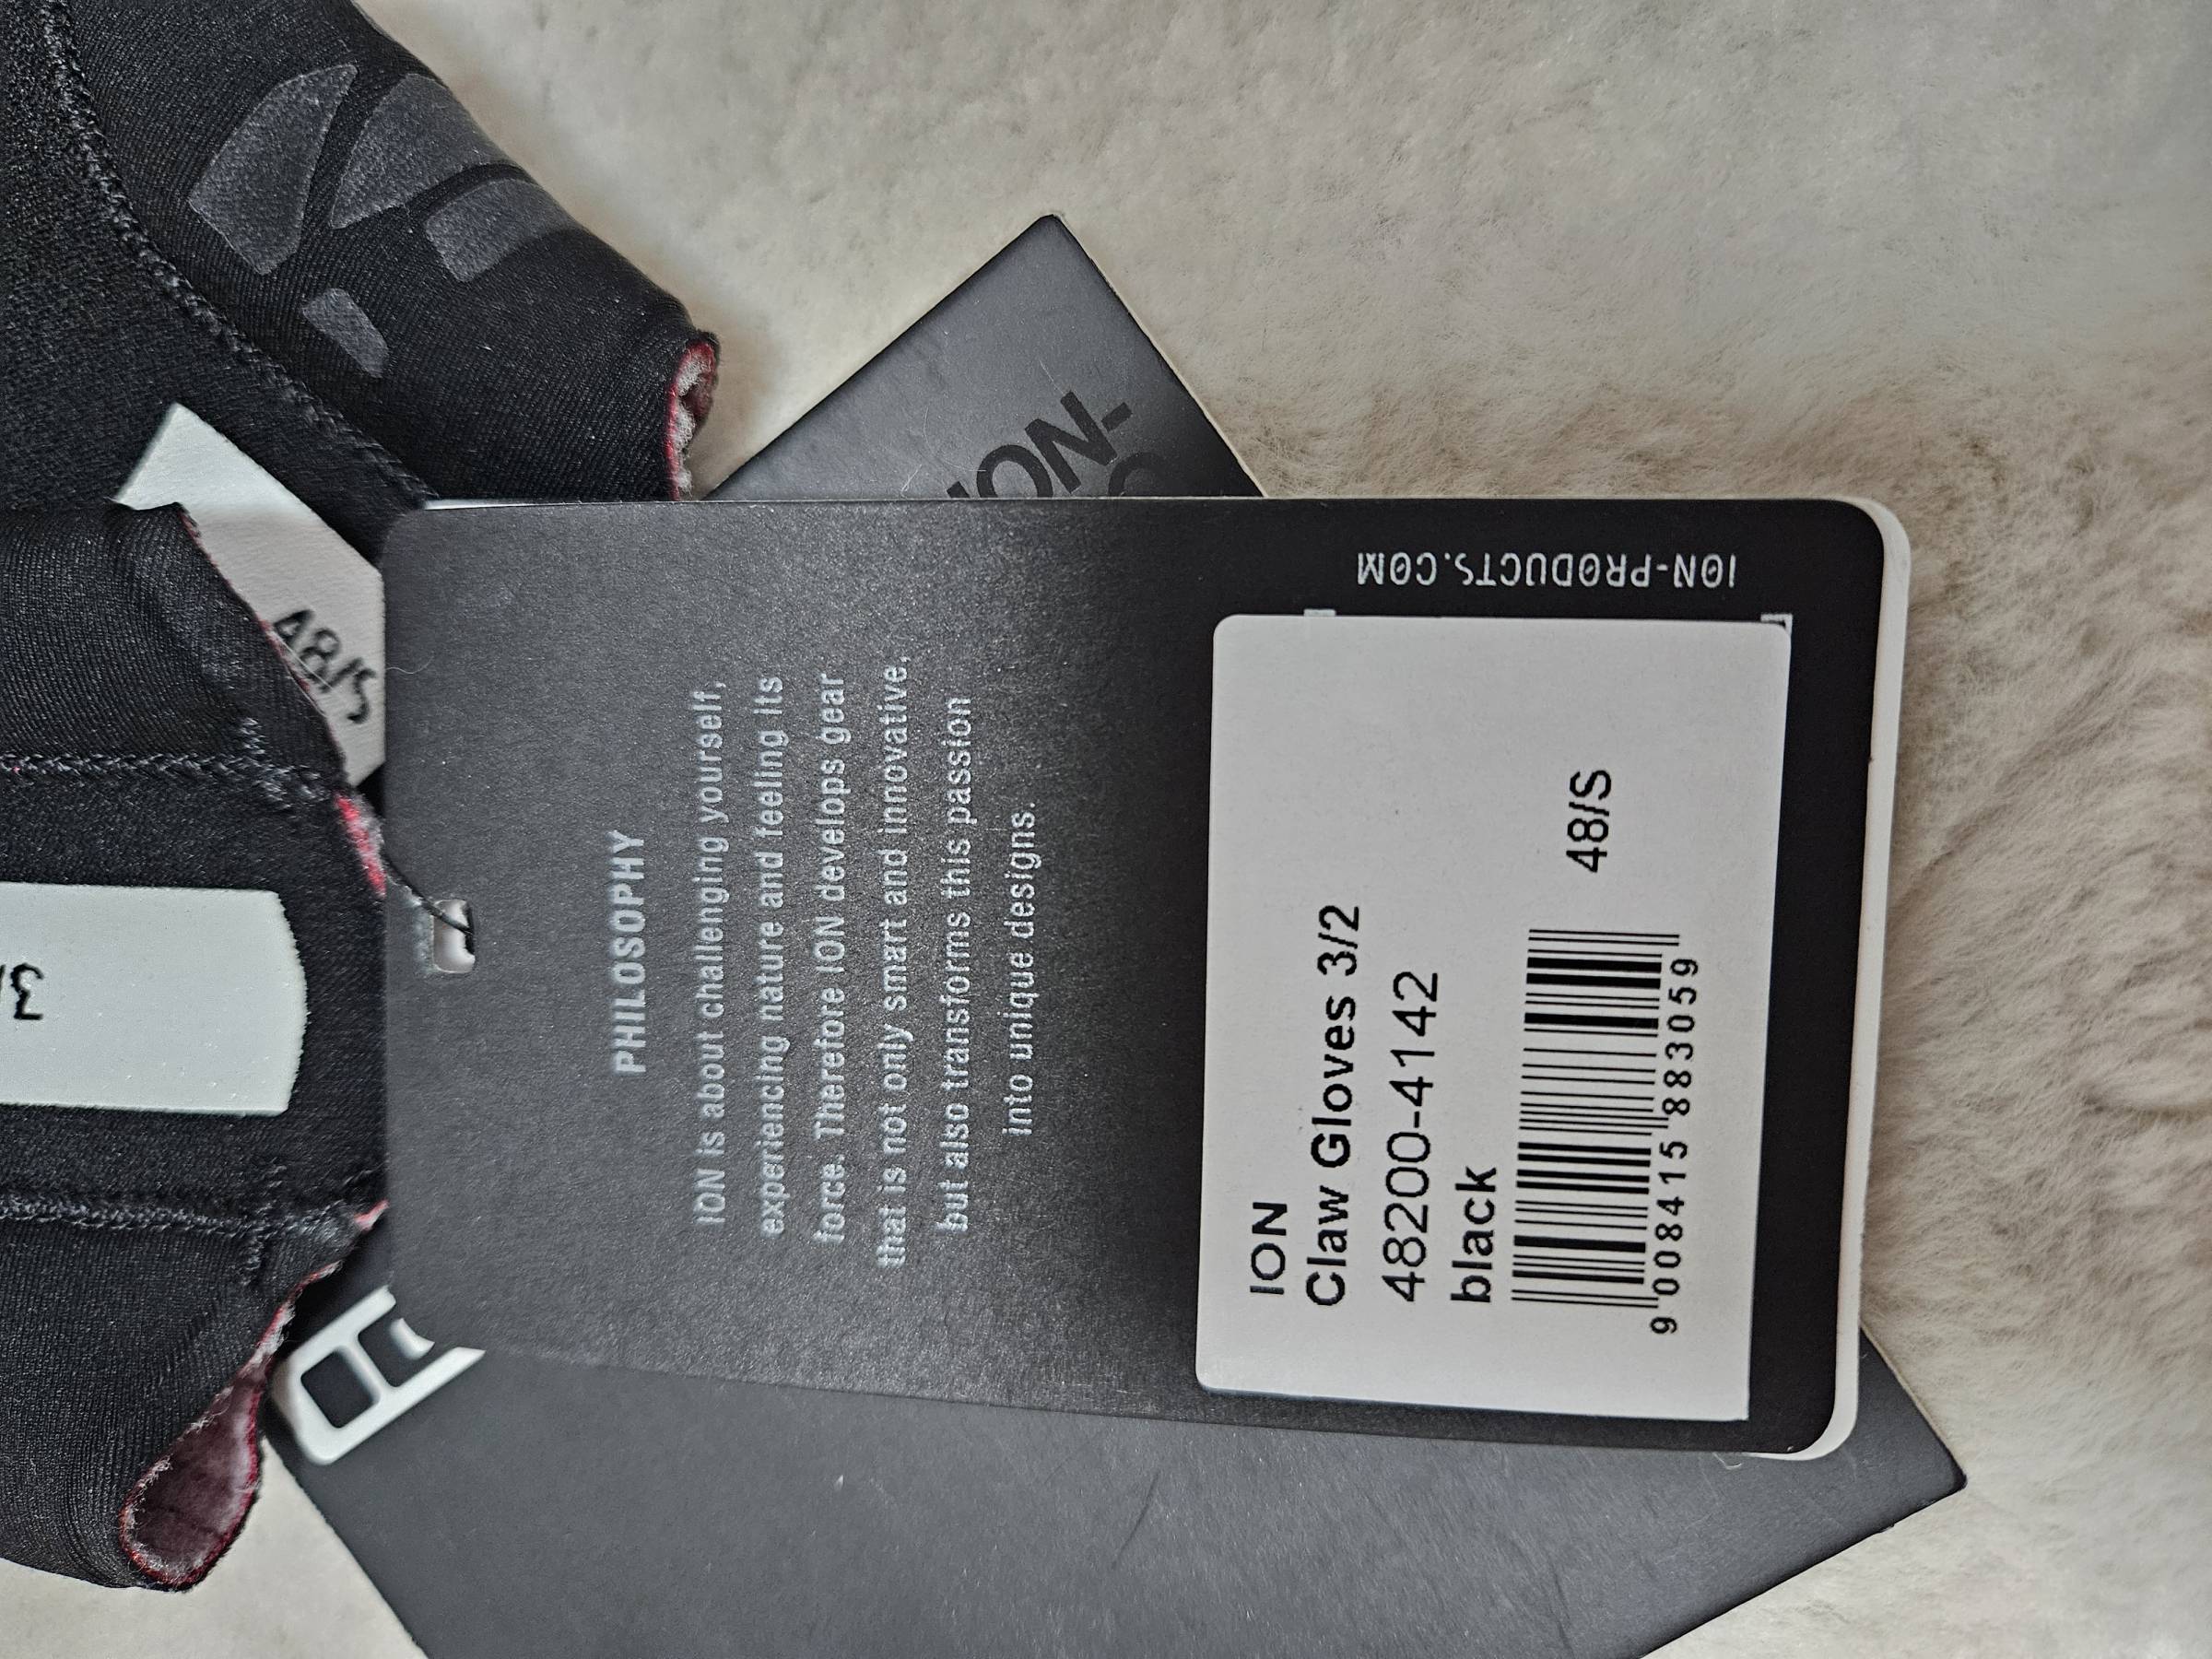 PHILOSOPHY
ION is about challenging yourself,
experiencing nature and feeling its
force. Therefore ION develops gear
that is not only smart and innovative,
but also transforms this passion
into unique designs.
ION
Claw Gloves 3/2
48200-4142
black
48/S
9 008415 883059
ION-PRODUCTS.COM
48/S
ION-
3/